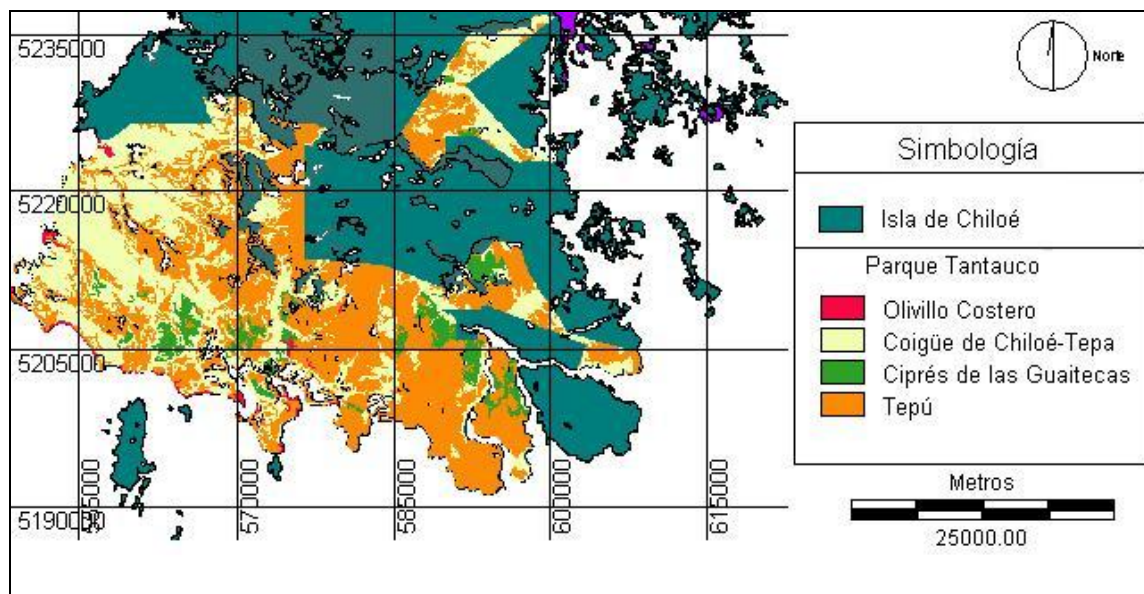 5235000
5220000
5205000
5190000
555000
570000
585000
600000
615000
Norte
Simbología
Isla de Chiloé
Parque Tantauco
Olivillo Costero
Coigüe de Chiloé-Tepa
Ciprés de las Guaitecas
Tepú
Metros
25000.00